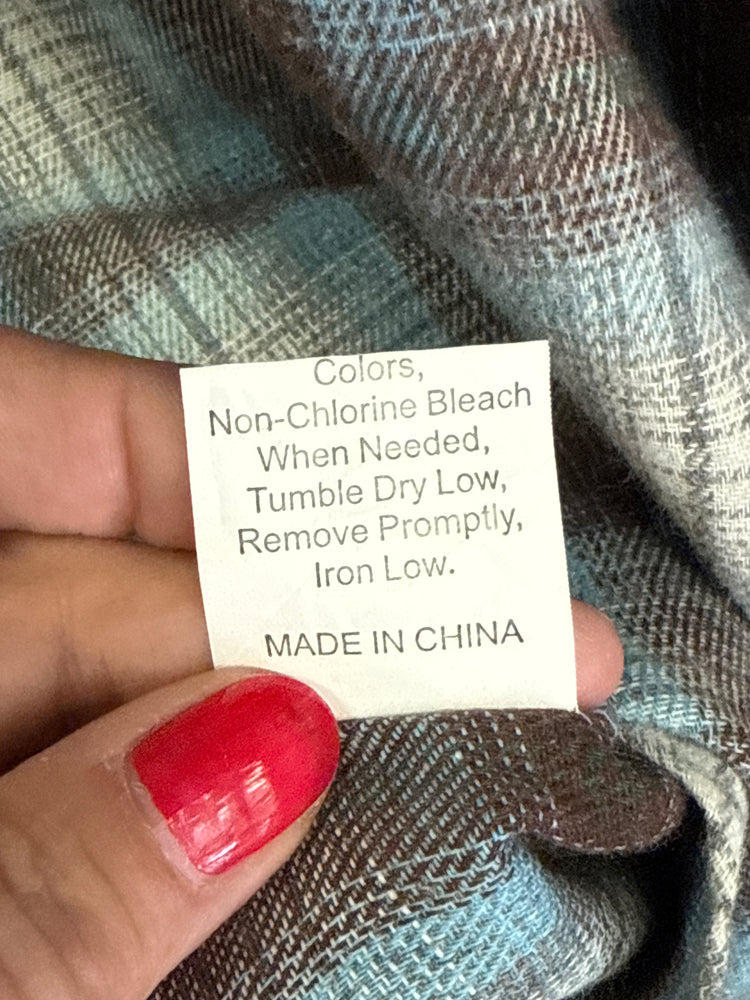 Colors,
Non-Chlorine Bleach
When Needed,
Tumble Dry Low,
Remove Promptly,
Iron Low.
MADE IN CHINA